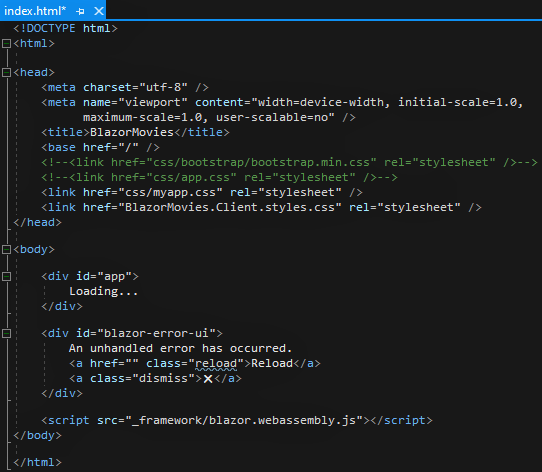 index.html*
<!DOCTYPE html>
<html>
<head>
<meta charset="utf-8" />
<meta name="viewport" content="width=device-width, initial-scale=1.0,
maximum-scale=1.0, user-scalable=no" />
<title>BlazorMovies</title>
<base href="/" />
<!--<link href="css/bootstrap/bootstrap.min.css" rel="stylesheet" />-->
<!--<link href="css/app.css" rel="stylesheet" />-->
<link href="css/myapp.css" rel="stylesheet" />
<link href="BlazorMovies.Client.styles.css" rel="stylesheet" />
</head>
<body>
<div id="app">
Loading...
</div>
<div id="blazor-error-ui">
An unhandled error has occurred.
<a href="" class="reload">Reload</a>
<a class="dismiss">🗙</a>
</div>
<script src="_framework/blazor.webassembly.js"></script>
</body>
</html>